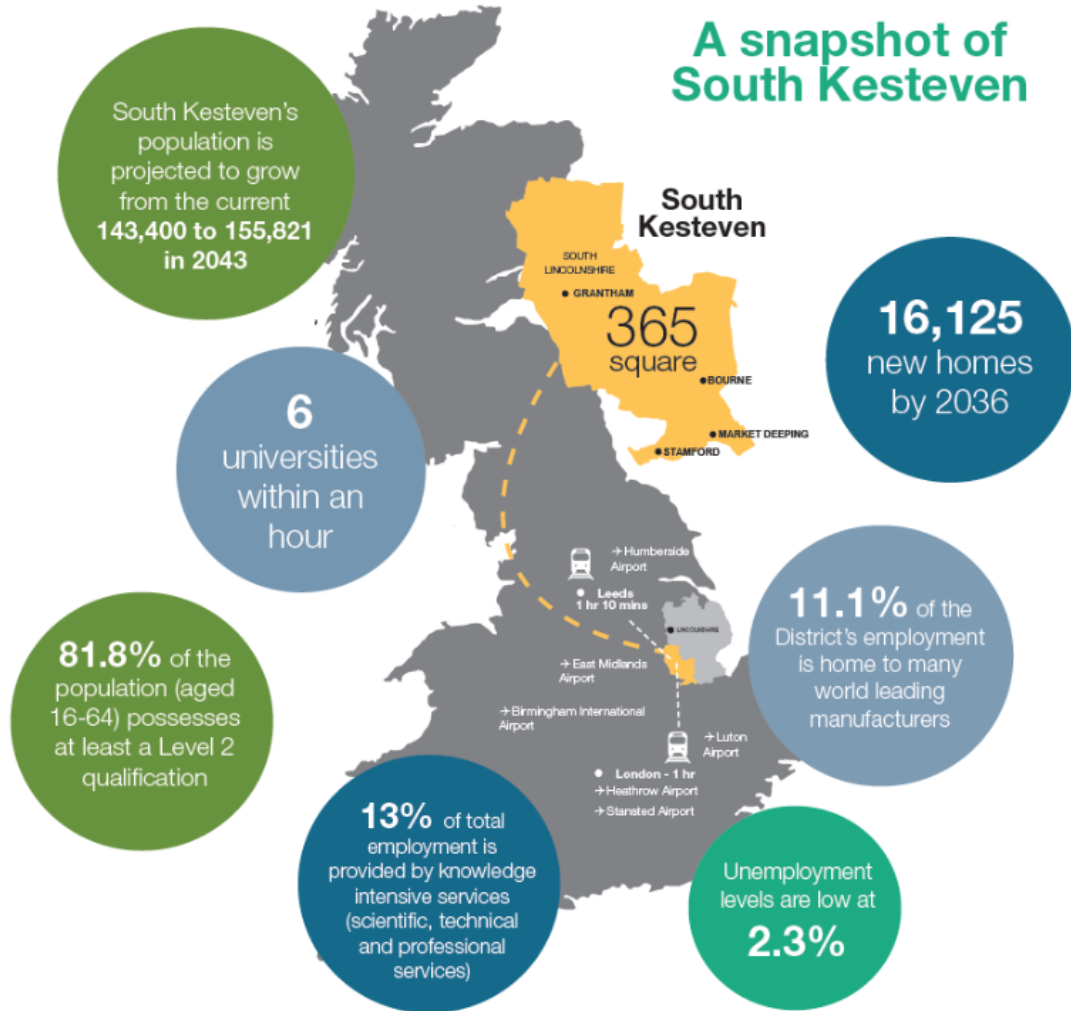 A snapshot of
South Kesteven
South Kesteven's
population is
projected to grow
from the current
143,400 to 155,821
in 2043
South
Kesteven
SOUTH
LINCOLNSHIRE
GRANTHAM
365
square
BOURNE
MARKET DEEPING
STAMFORD
16,125
new homes
by 2036
6
universities
within an
hour
Humberside
Airport
Leeds
1 hr 10 mins
LINCOLNSHIRE
East Midlands
Airport
Birmingham International
Airport
Luton
Airport
London - 1 hr
Heathrow Airport
Stansted Airport
11.1% of the
District's employment
is home to many
world leading
manufacturers
81.8% of the
population (aged
16-64) possesses
at least a Level 2
qualification
13% of total
employment is
provided by knowledge
intensive services
(scientific, technical
and professional
services)
Unemployment
levels are low at
2.3%